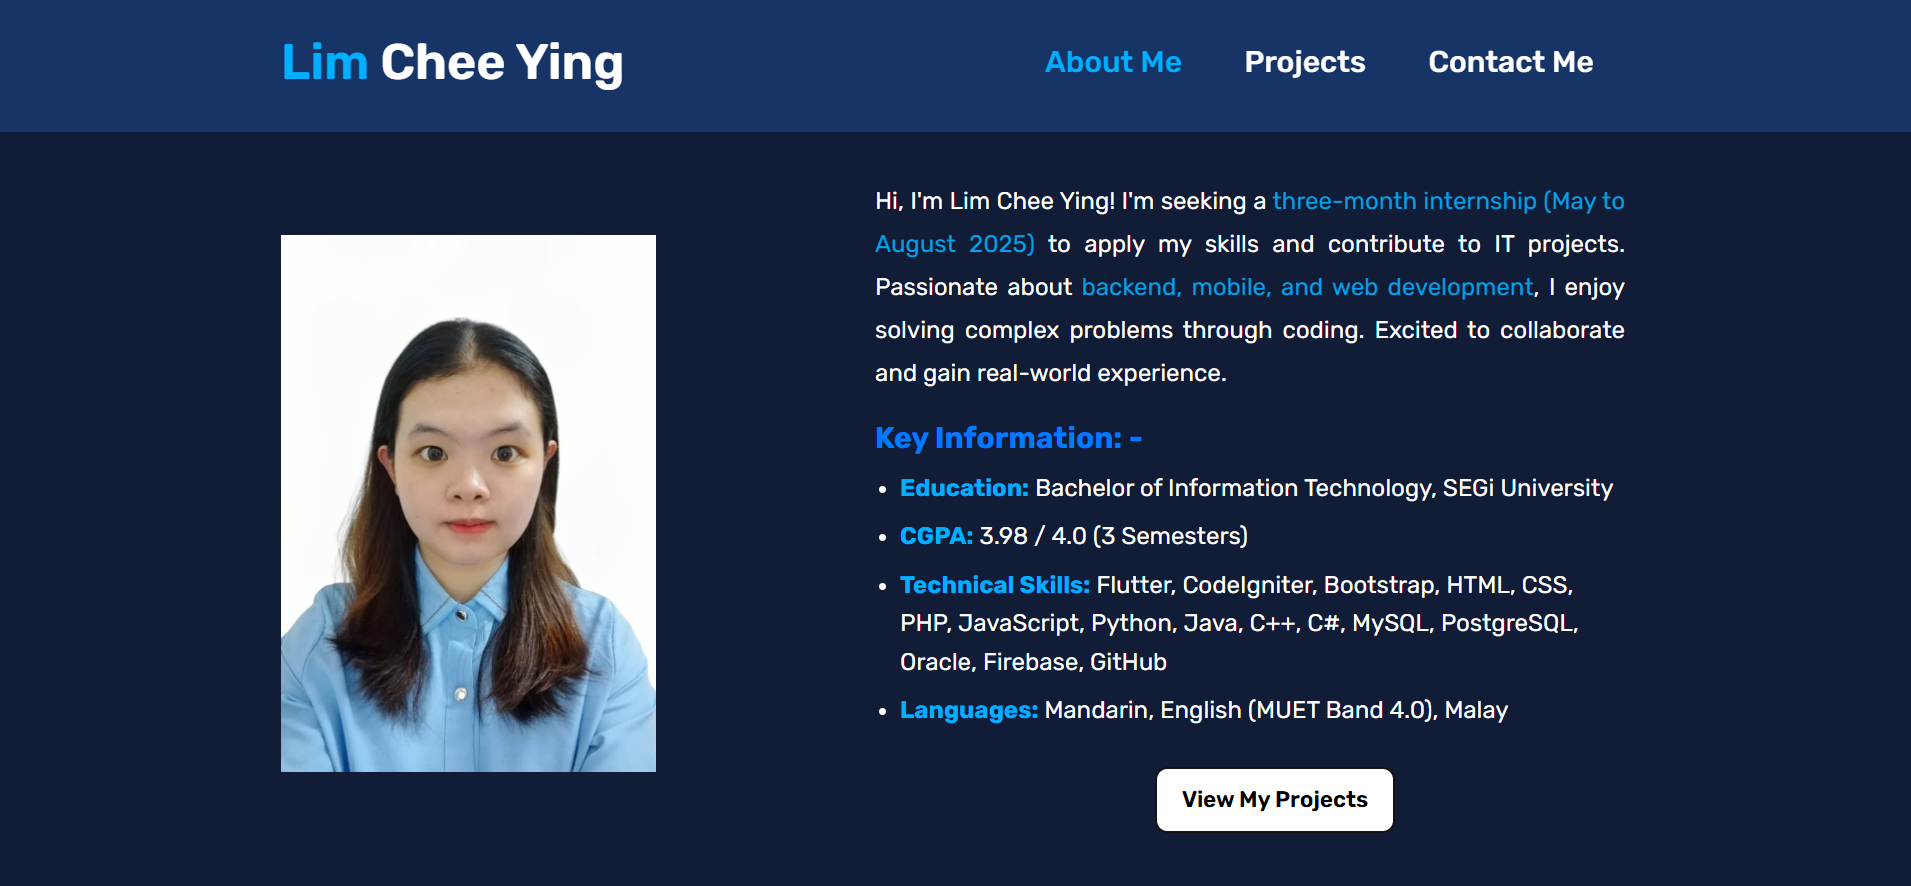 Lim Chee Ying
About Me
Projects
Contact Me
Hi, I'm Lim Chee Ying! I'm seeking a three-month internship (May to
August 2025) to apply my skills and contribute to IT projects.
Passionate about backend, mobile, and web development, I enjoy
solving complex problems through coding. Excited to collaborate
and gain real-world experience.
Key Information: -
• Education: Bachelor of Information Technology, SEGi University
• CGPA: 3.98 / 4.0 (3 Semesters)
• Technical Skills: Flutter, CodeIgniter, Bootstrap, HTML, CSS,
PHP, JavaScript, Python, Java, C++, C#, MySQL, PostgreSQL,
Oracle, Firebase, GitHub
• Languages: Mandarin, English (MUET Band 4.0), Malay
View My Projects